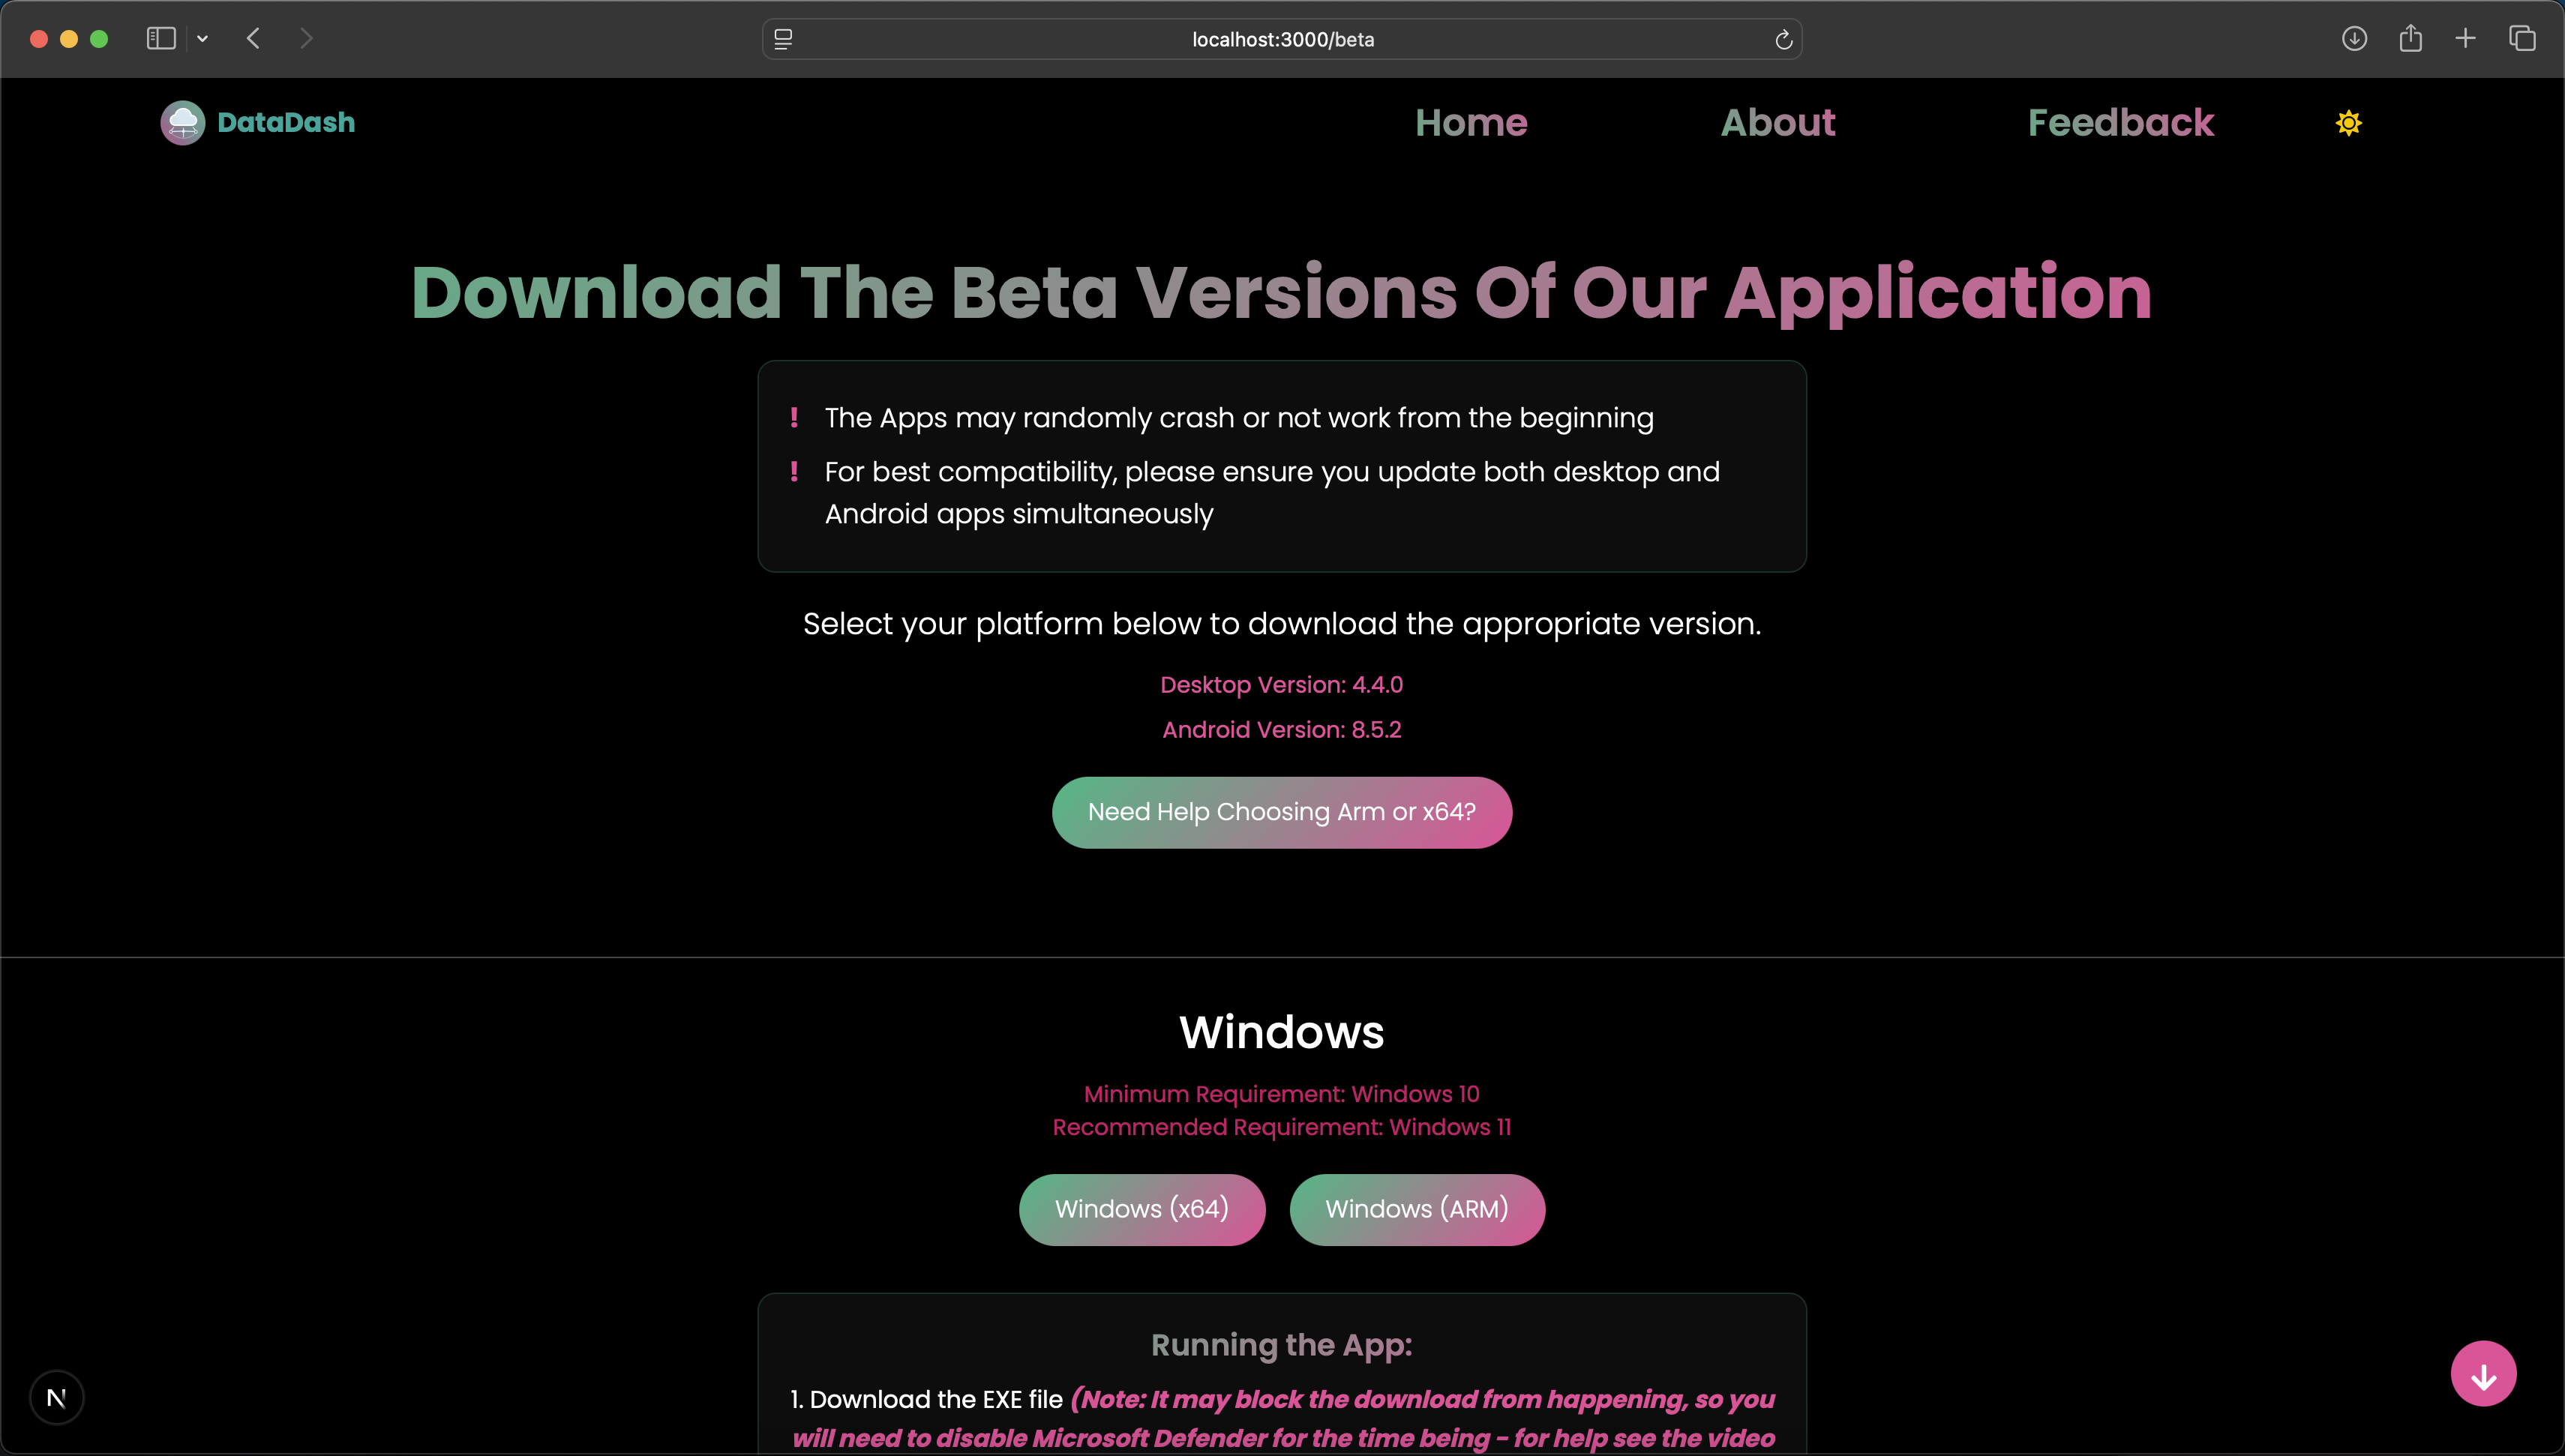 localhost:3000/beta
DataDash
Home
About
Feedback
Download The Beta Versions Of Our Application
! The Apps may randomly crash or not work from the beginning
! For best compatibility, please ensure you update both desktop and
Android apps simultaneously
Select your platform below to download the appropriate version.
Desktop Version: 4.4.0
Android Version: 8.5.2
Need Help Choosing Arm or x64?
Windows
Minimum Requirement: Windows 10
Recommended Requirement: Windows 11
Windows (x64)
Windows (ARM)
Running the App:
1. Download the EXE file (Note: It may block the download from happening, so you
will need to disable Microsoft Defender for the time being - for help see the video
N